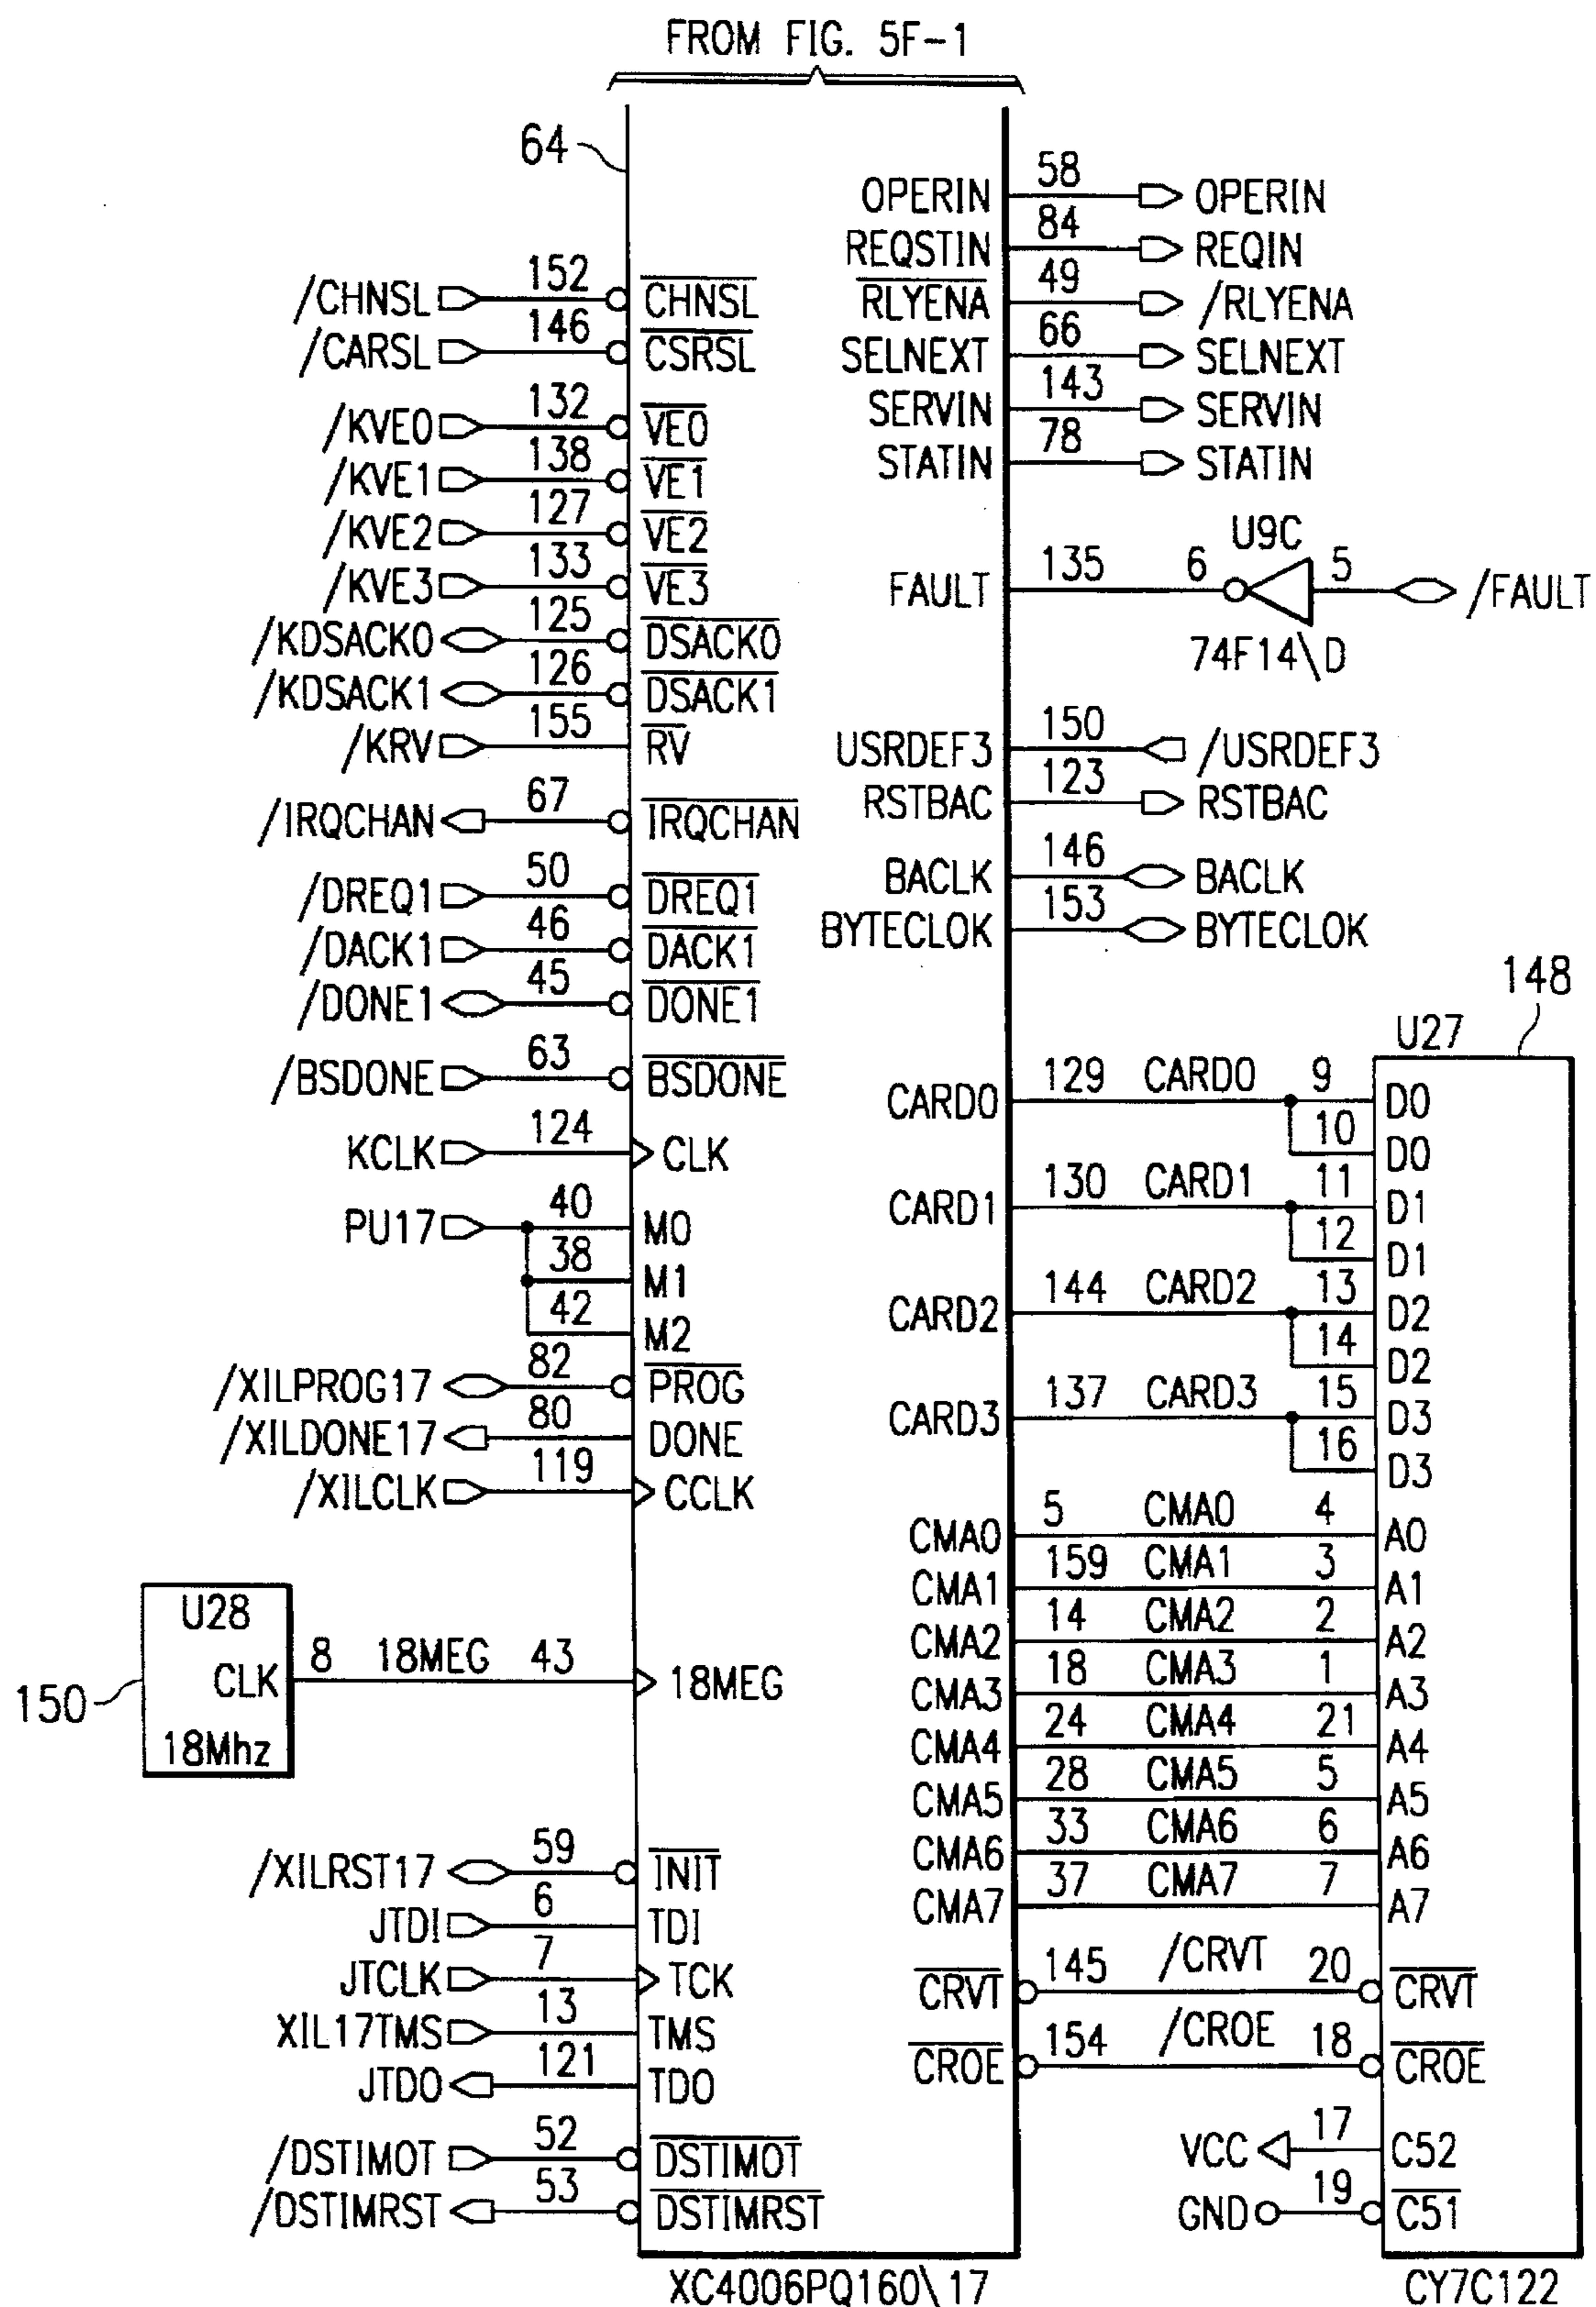 FROM FIG. 5F-1
64
/CHNSL 152 CHNSL
/CARSL 146 CSRSL
/KVE0 132 VE0
/KVE1 138 VE1
/KVE2 127 VE2
/KVE3 133 VE3
/KDSACK0 125 DSACK0
/KDSACK1 126 DSACK1
/KRV 155 RV
/IRQCHAN 67 IRQCHAN
/DREQ1 50 DREQ1
/DACK1 46 DACK1
/DONE1 45 DONE1
/BSDONE 63 BSDONE
KCLK 124 CLK
PU17 40 M0
38 M1
42 M2
/XILPROG17 82 PROG
/XILDONE17 80 DONE
/XILCLK 119 CCLK
U28
CLK 8 18MEG 43 18MEG
150
18Mhz
/XILRST17 59 INIT
JTDI 6 TDI
JTCLK 7 TCK
XIL17TMS 13 TMS
JTDO 121 TDO
/DSTIMOT 52 DSTIMOT
/DSTIMRST 53 DSTIMRST
OPERIN 58 OPERIN
REQSTIN 84 REQIN
RLYENA 49 /RLYENA
SELNEXT 66 SELNEXT
SERVIN 143 SERVIN
STATIN 78 STATIN
U9C
FAULT 135 6 5 /FAULT
74F14\D
USRDEF3 150 /USRDEF3
RSTBAC 123 RSTBAC
BACLK 146 BACLK
BYTECLOK 153 BYTECLOK
148
U27
CARD0 129 CARD0 9 D0
10 D0
CARD1 130 CARD1 11 D1
12 D1
CARD2 144 CARD2 13 D2
14 D2
CARD3 137 CARD3 15 D3
16 D3
CMA0 5 CMA0 4 A0
CMA1 159 CMA1 3 A1
CMA2 14 CMA2 2 A2
CMA3 18 CMA3 1 A3
CMA4 24 CMA4 21 A4
CMA5 28 CMA5 5 A5
CMA6 33 CMA6 6 A6
CMA7 37 CMA7 7 A7
CRVT 145 /CRVT 20 CRVT
CROE 154 /CROE 18 CROE
VCC 17 C52
GND 19 C51
XC4006PQ160\17
CY7C122